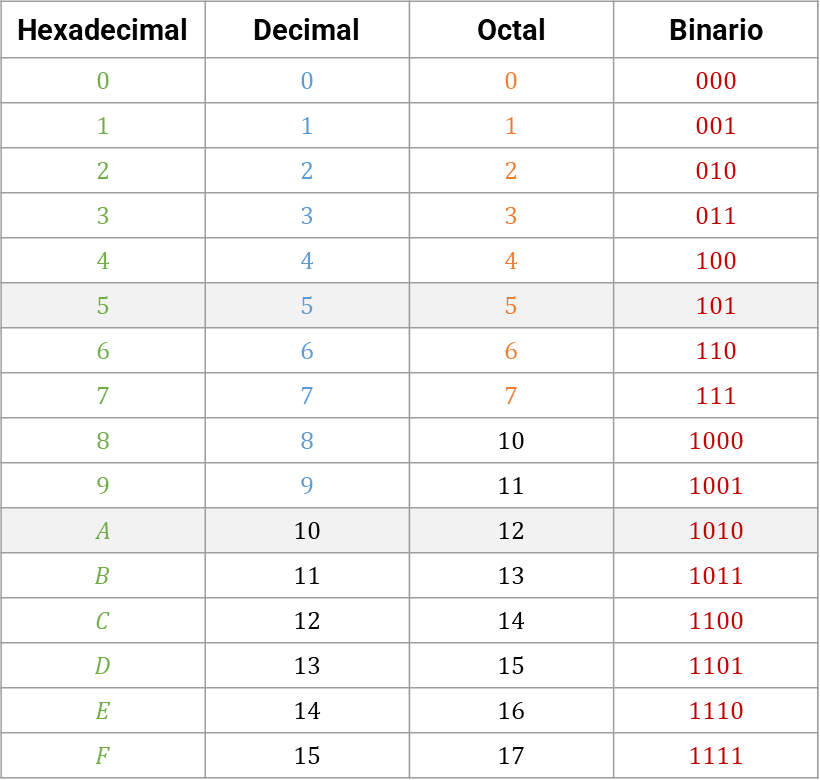 Hexadecimal Decimal Octal Binario
0 0 0 000
1 1 1 001
2 2 2 010
3 3 3 011
4 4 4 100
5 5 5 101
6 6 6 110
7 7 7 111
8 8 10 1000
9 9 11 1001
A 10 12 1010
B 11 13 1011
C 12 14 1100
D 13 15 1101
E 14 16 1110
F 15 17 1111